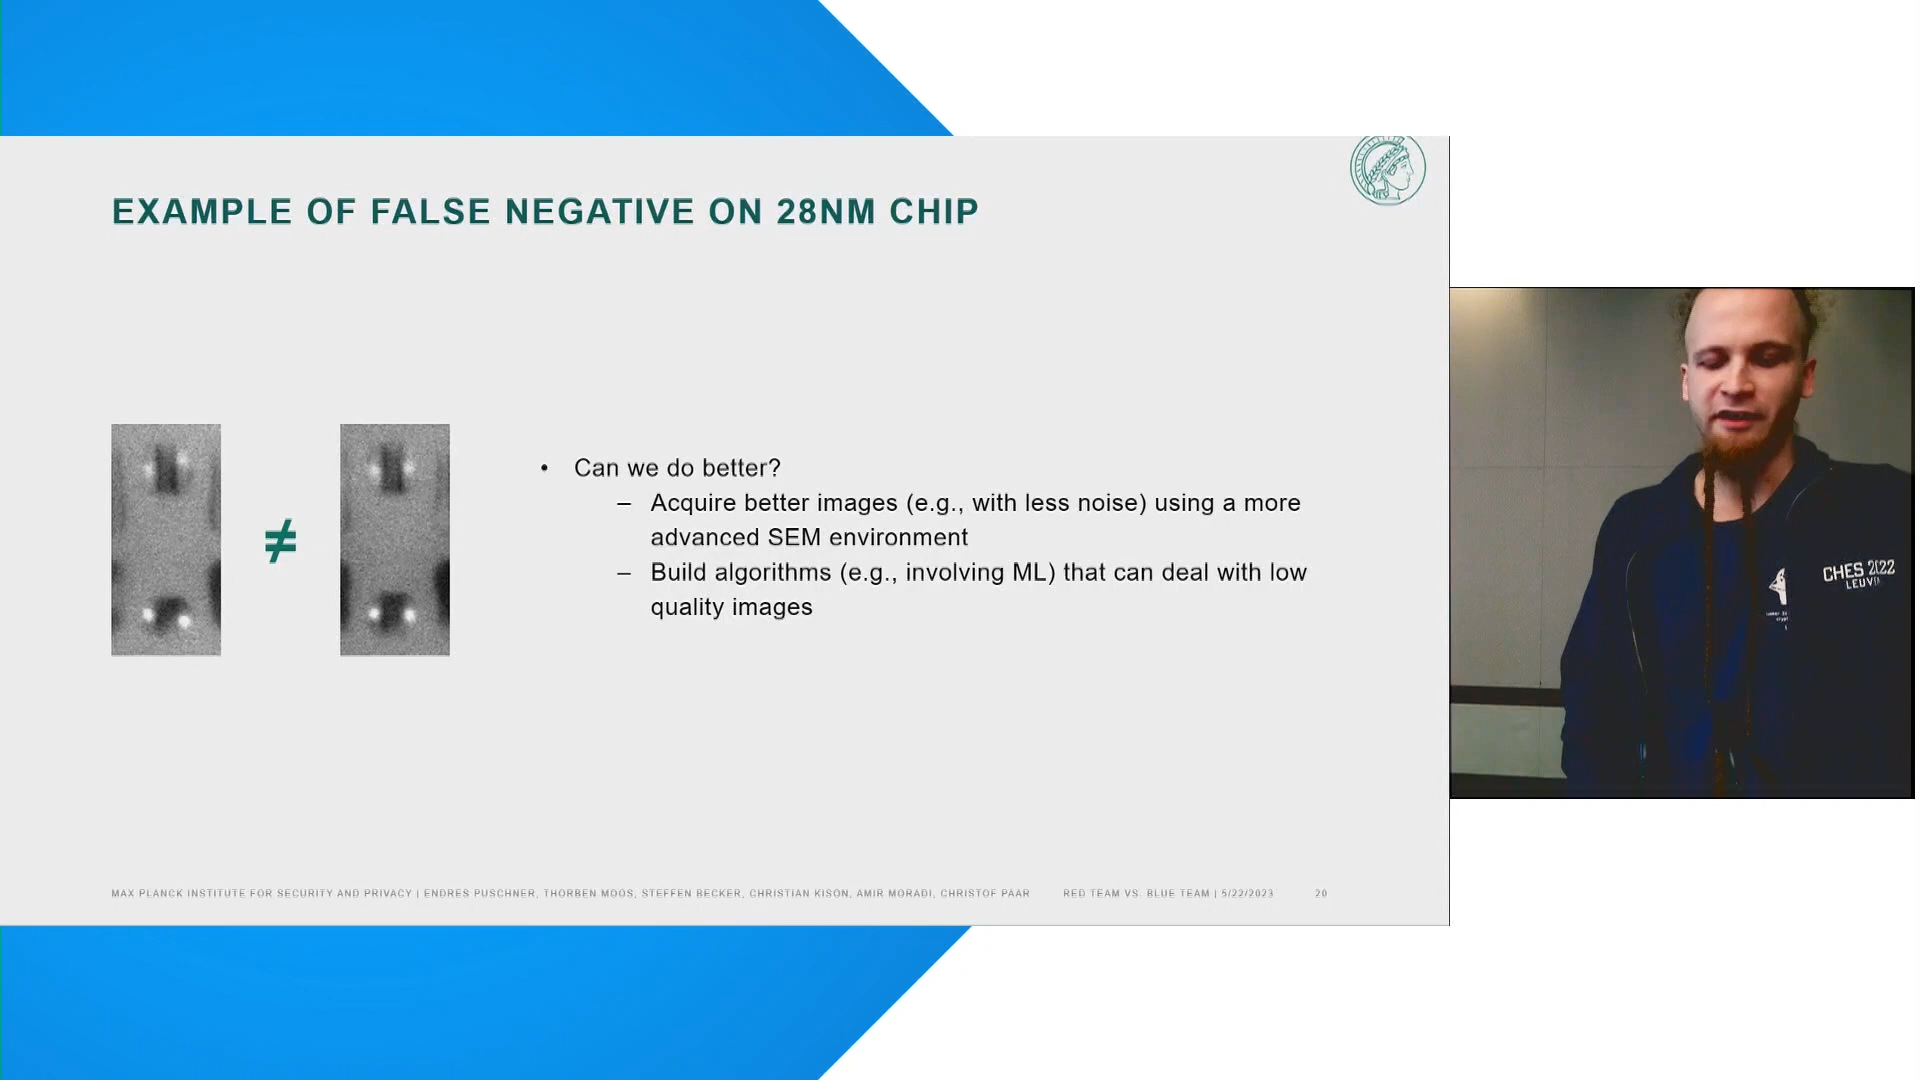 EXAMPLE OF FALSE NEGATIVE ON 28NM CHIP
≠
• Can we do better?
– Acquire better images (e.g., with less noise) using a more
advanced SEM environment
– Build algorithms (e.g., involving ML) that can deal with low
quality images
CHES 2022
MAX PLANCK INSTITUTE FOR SECURITY AND PRIVACY | ENDRES PUSCHNER, THORBEN MOOS, STEFFEN BECKER, CHRISTIAN KISON, AMIR MORADI, CHRISTOF PAAR RED TEAM VS. BLUE TEAM | 5/22/2023 20